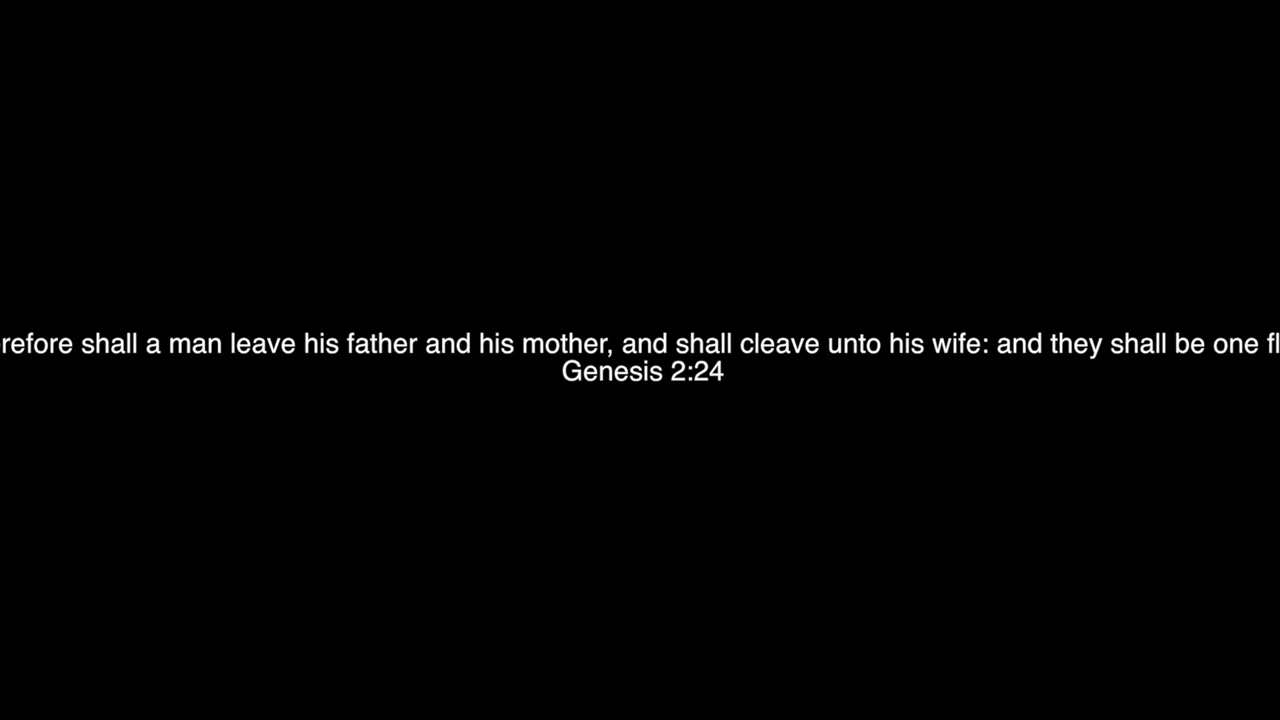 refore shall a man leave his father and his mother, and shall cleave unto his wife: and they shall be one fl
Genesis 2:24